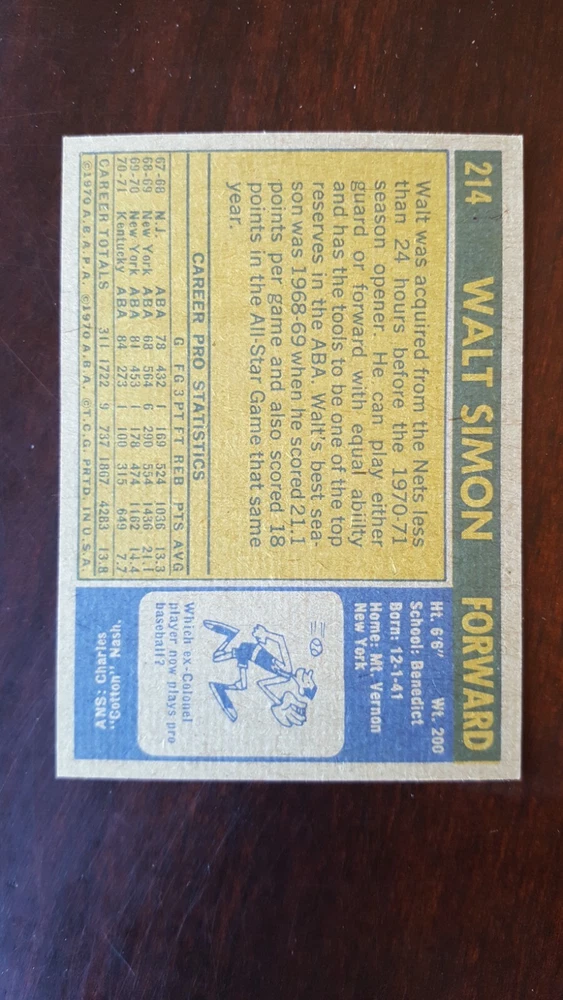 214 WALT SIMON FORWARD
Walt was acquired from the Nets less
than 24 hours before the 1970-71
season opener. He can play either
guard or forward with equal ability
and has the tools to be one of the top
reserves in the ABA. Walt's best sea-
son was 1968-69 when he scored 21.1
points per game and also scored 18
points in the All-Star Game that same
year.
CAREER PRO STATISTICS
G FG 3PT FT REB PTS AVG
67-68 N.J. ABA 78 432 1 169 524 1036 13.3
68-69 New York ABA 68 564 6 290 554 1436 21.1
69-70 New York ABA 81 453 1 178 474 1162 14.4
70-71 Kentucky ABA 84 273 1 100 315 649 7.7
CAREER TOTALS 311 1722 9 737 1867 4283 13.8
©1970 A.B.A.P.A. ©1970 A.B.A. ©T.C.G. PRTD. IN U.S.A.
Ht. 6'6" Wt. 200
School: Benedict
Born: 12-1-41
Home: Mt. Vernon
New York
Which ex-Colonel
player now plays pro
baseball?
ANS: Charles
"Cotton" Nash.